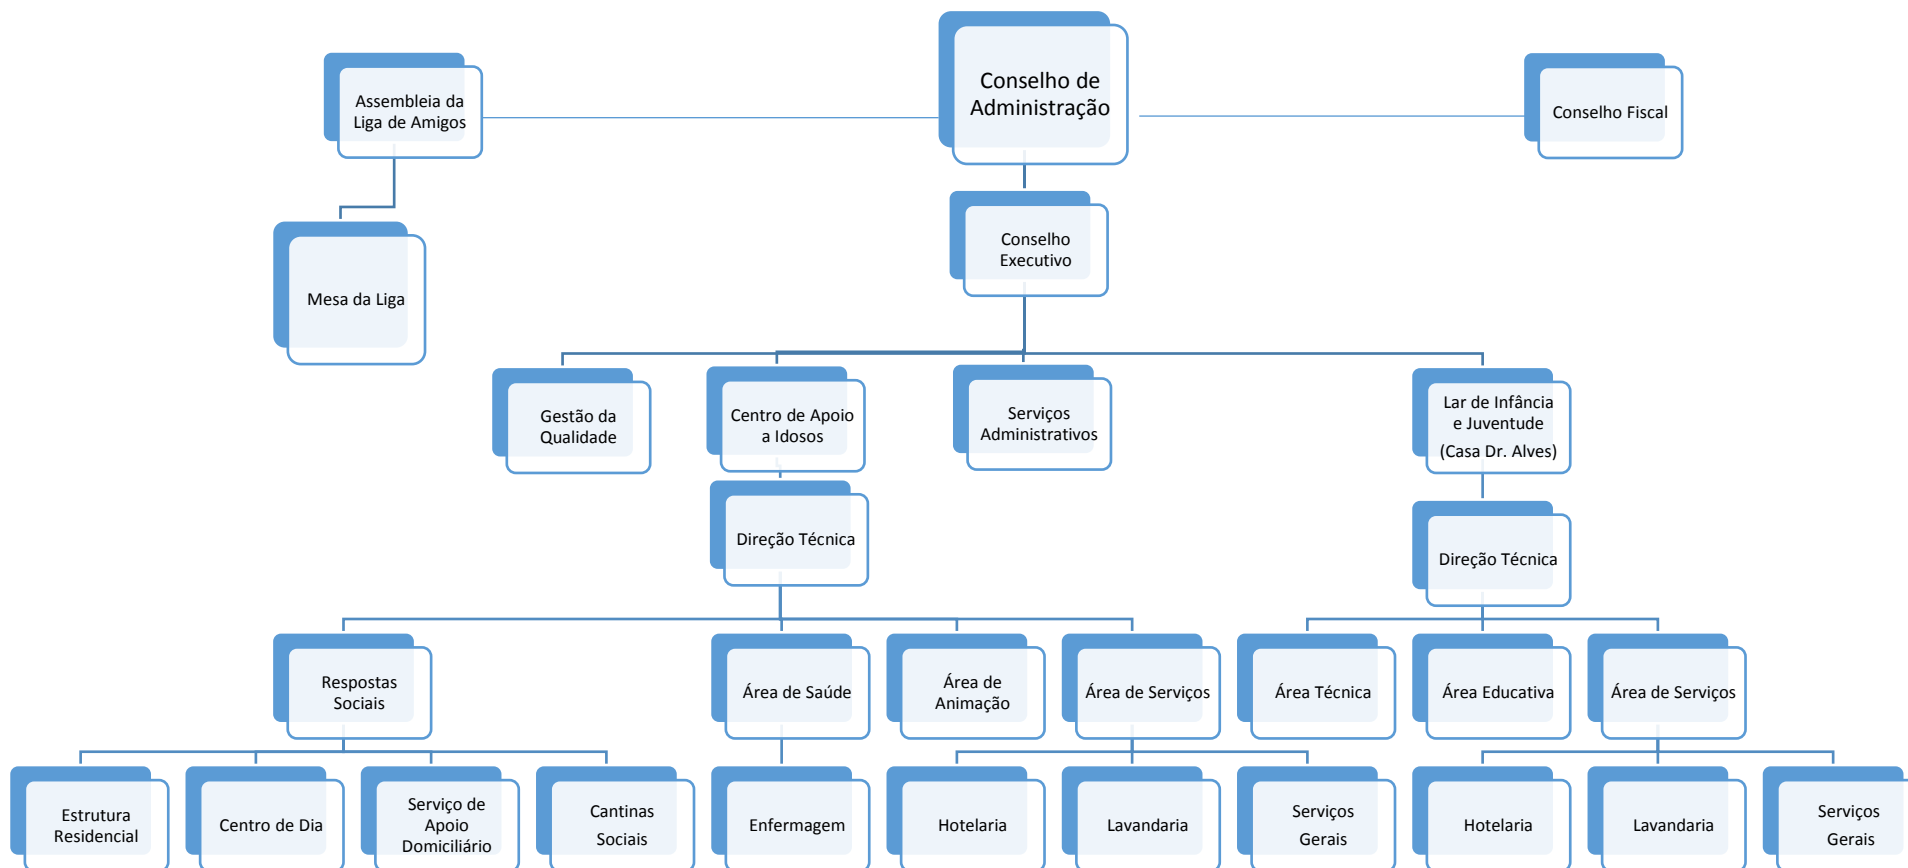 Conselho de
Administração
Assembleia da
Liga de Amigos
Conselho Fiscal
Conselho
Executivo
Mesa da Liga
Gestão da
Qualidade
Centro de Apoio
a Idosos
Serviços
Administrativos
Lar de Infância
e Juventude
(Casa Dr. Alves)
Direção Técnica
Direção Técnica
Respostas
Sociais
Área de Saúde
Área de
Animação
Área de Serviços
Área Técnica
Área Educativa
Área de Serviços
Estrutura
Residencial
Centro de Dia
Serviço de
Apoio
Domiciliário
Cantinas
Sociais
Enfermagem
Hotelaria
Lavandaria
Serviços
Gerais
Hotelaria
Lavandaria
Serviços
Gerais